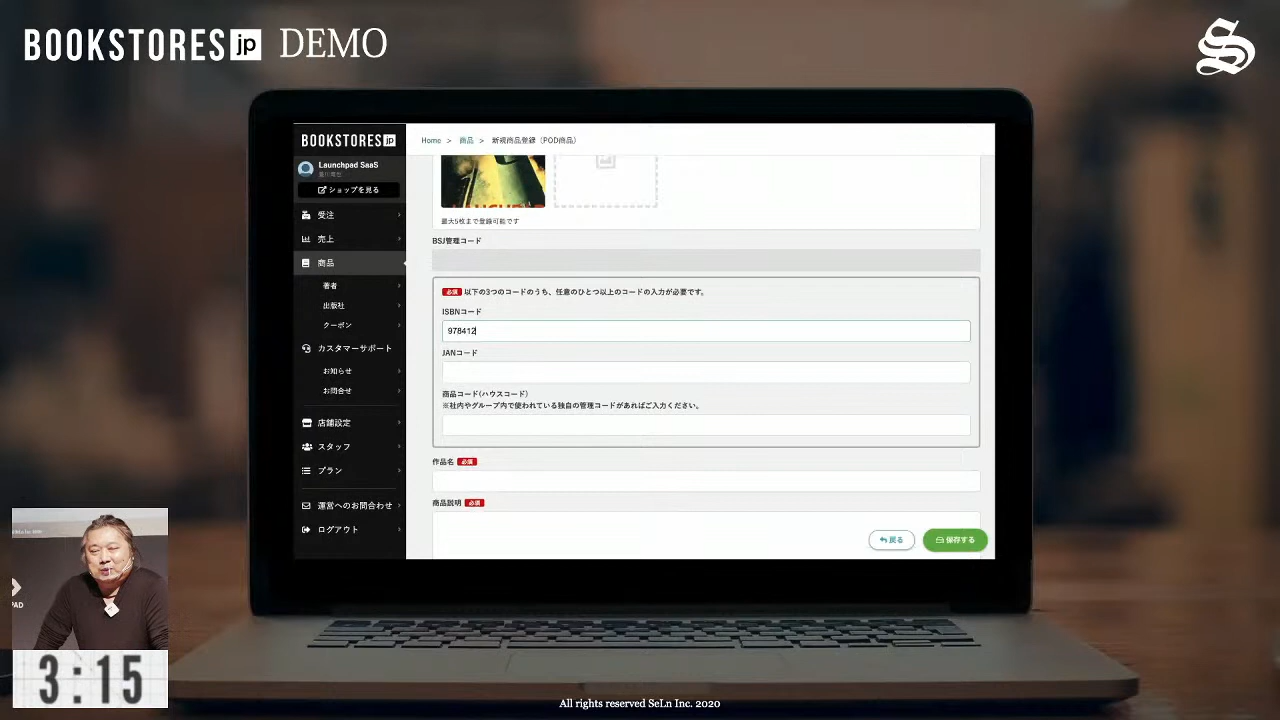 BOOKSTORES.jp DEMO
S
BOOKSTORES.jp
Home > 商品 > 新規商品登録（POD商品）
Launchpad SaaS
ショップを見る
受注
売上
商品
著者
出版社
クーポン
カスタマーサポート
お知らせ
お問合せ
店舗設定
スタッフ
プラン
運営へのお問合わせ
ログアウト
最大5枚まで登録可能です
BSJ管理コード
必須 以下の3つのコードのうち、任意のひとつ以上のコードの入力が必要です。
ISBNコード
978412
JANコード
商品コード(ハウスコード)
※社内やグループ内で使われている独自の管理コードがあればご入力ください。
作品名 必須
商品説明 必須
戻る
保存する
PAD
3:15
All rights reserved SeLn Inc. 2020